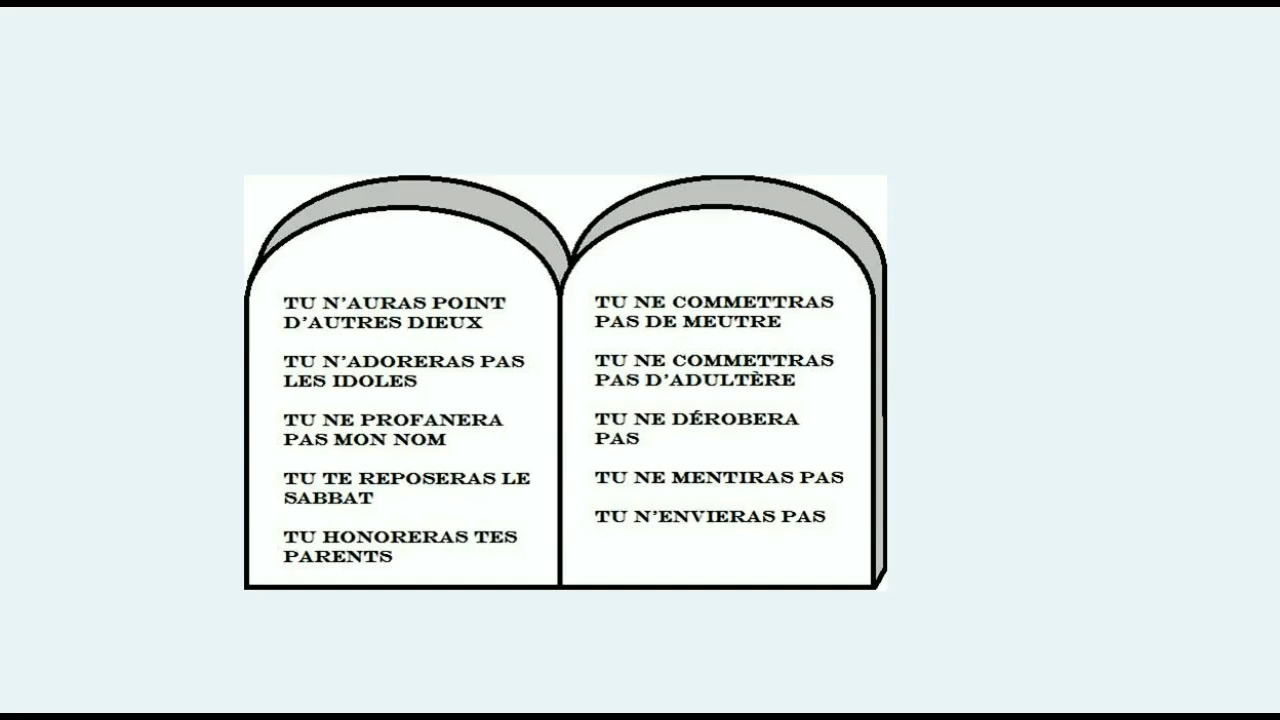 TU N'AURAS POINT
D'AUTRES DIEUX
TU N'ADORERAS PAS
LES IDOLES
TU NE PROFANERA
PAS MON NOM
TU TE REPOSERAS LE
SABBAT
TU HONORERAS TES
PARENTS
TU NE COMMETTRAS
PAS DE MEUTRE
TU NE COMMETTRAS
PAS D'ADULTÈRE
TU NE DÉROBERA
PAS
TU NE MENTIRAS PAS
TU N'ENVIERAS PAS